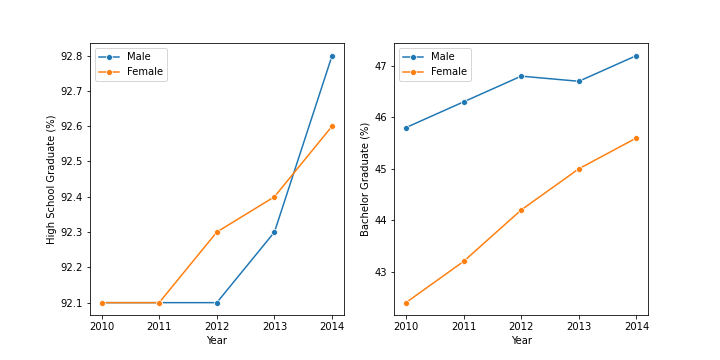 Male
Female
High School Graduate (%)
92.8
92.7
92.6
92.5
92.4
92.3
92.2
92.1
2010 2011 2012 2013 2014
Year
Male
Female
Bachelor Graduate (%)
47
46
45
44
43
2010 2011 2012 2013 2014
Year